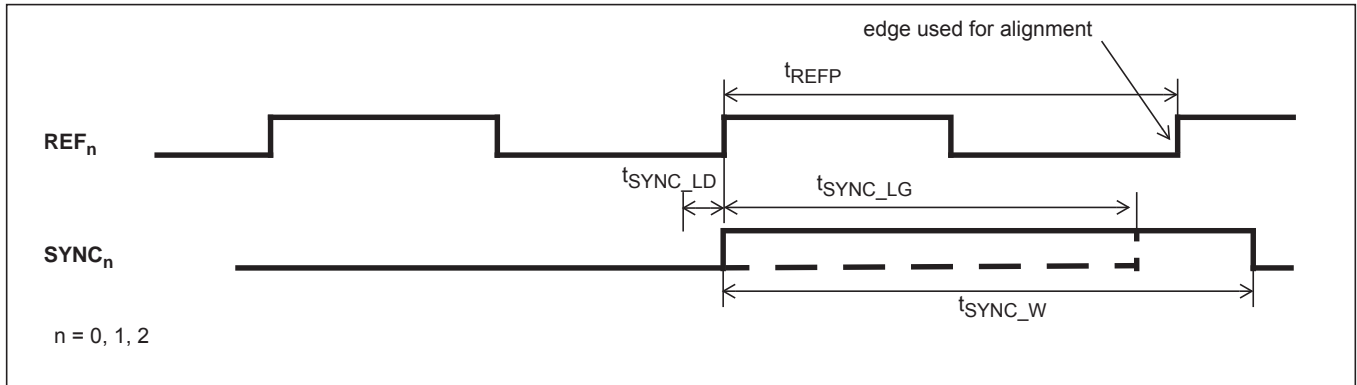 edge used for alignment
tREFP
REFn
tSYNC_LD
tSYNC_LG
SYNCn
tSYNC_W
n = 0, 1, 2